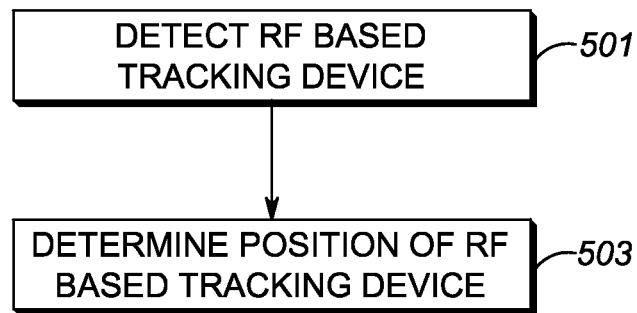 DETECT RF BASED
TRACKING DEVICE
501
DETERMINE POSITION OF RF
BASED TRACKING DEVICE
503